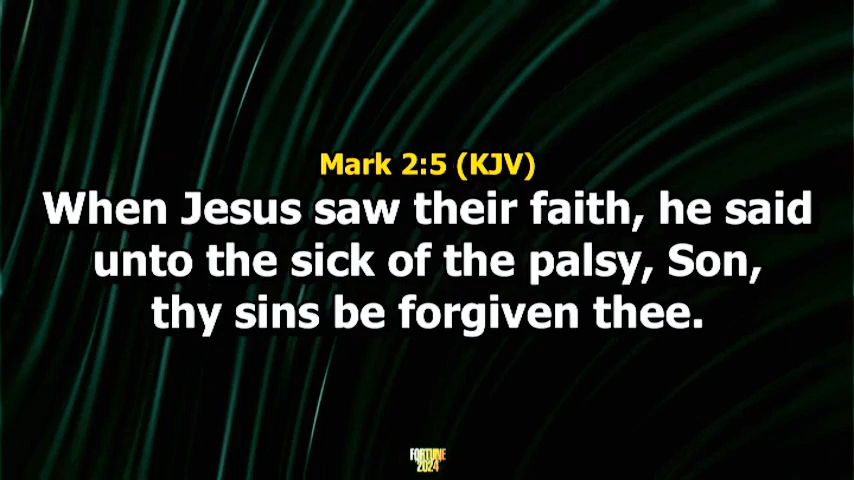 Mark 2:5 (KJV)
When Jesus saw their faith, he said
unto the sick of the palsy, Son,
thy sins be forgiven thee.
FORTUNE
2024